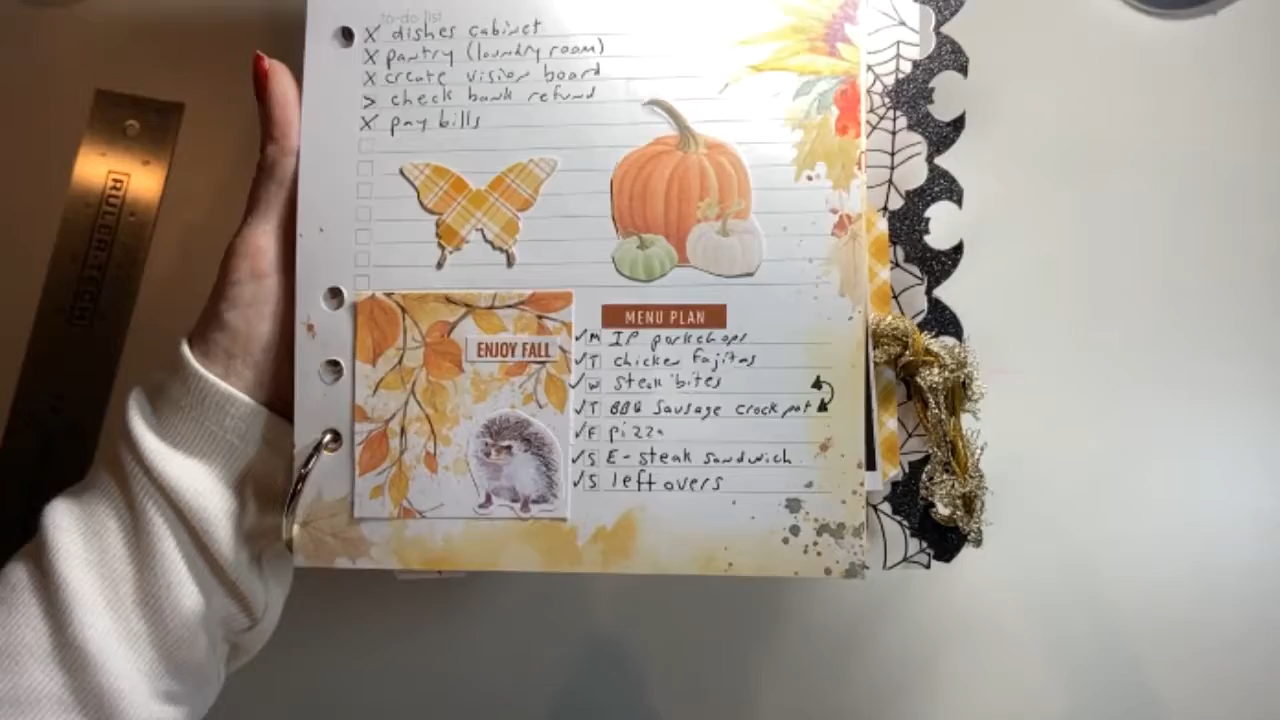 to-do list
X dishes cabinet
X pantry (laundry room)
X create vision board
> check bank refund
X pay bills
RULERTECH
MENU PLAN
✓ M IP porkchops
ENJOY FALL
✓ T chicken fajitas
✓ W steak bites
✓ T BBQ Sausage crockpot
✓ F pizza
✓ S E-steak sandwich
✓ S leftovers